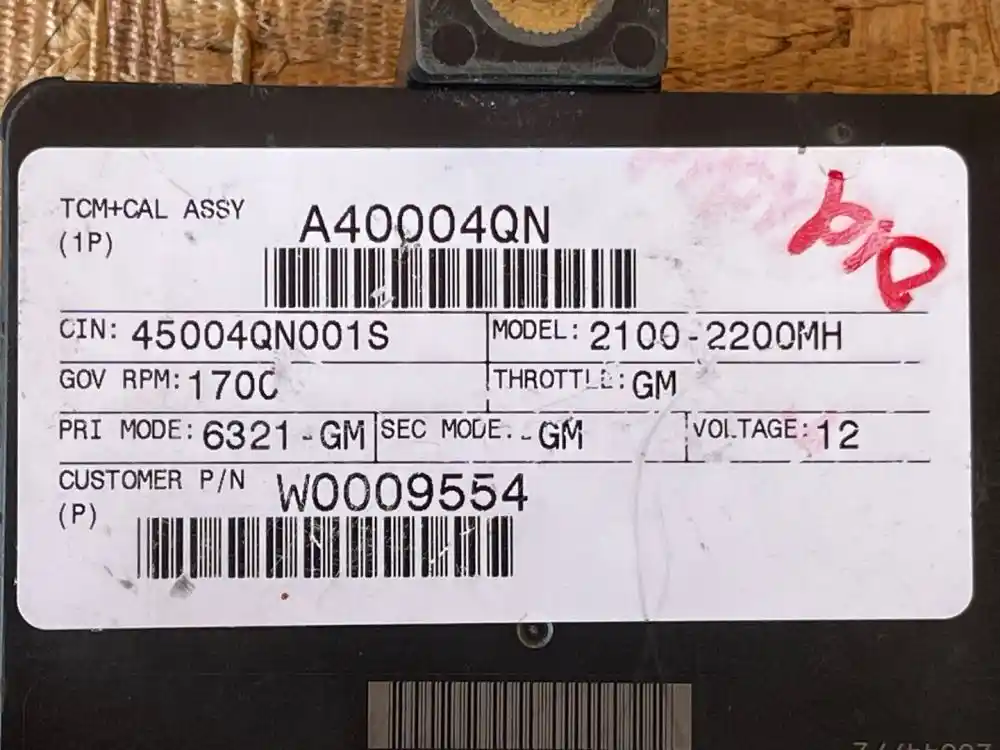 TCM+CAL ASSY A40004QN
(1P)
CIN: 45004QN001S MODEL: 2100-2200MH
GOV RPM: 1700 THROTTLE: GM
PRI MODE: 6321-GM SEC MODE: -GM VOLTAGE: 12
CUSTOMER P/N W0009554
(P)